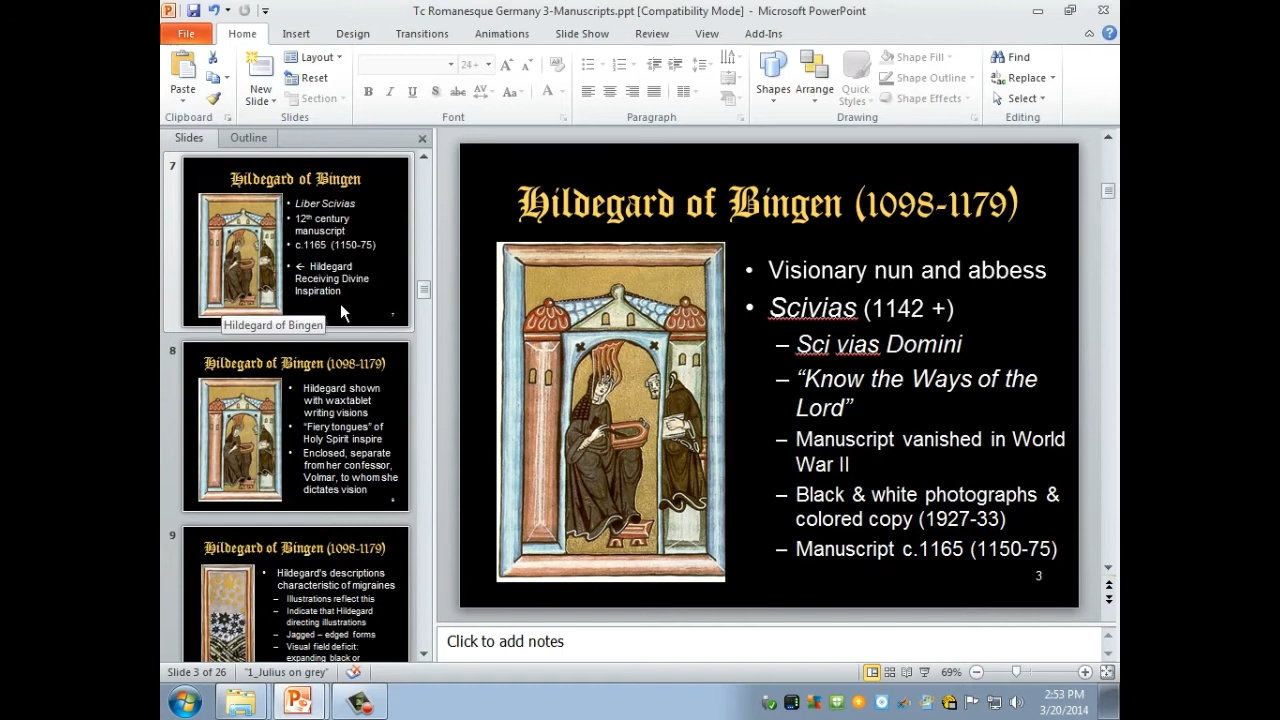 Tc Romanesque Germany 3-Manuscripts.ppt [Compatibility Mode] - Microsoft PowerPoint
File Home Insert Design Transitions Animations Slide Show Review View Add-Ins
Paste
Clipboard
New
Slide
Layout
Reset
Section
Slides
24
B I U S abc AV Aa A
Font
Paragraph
Shapes
Arrange
Quick
Styles
Shape Fill
Shape Outline
Shape Effects
Drawing
Find
Replace
Select
Editing
Slides Outline
7
Hildegard of Bingen
• Liber Scivias
• 12th century
manuscript
• c.1165 (1150-75)
• ← Hildegard
Receiving Divine
Inspiration
7
Hildegard of Bingen
8
Hildegard of Bingen (1098-1179)
• Hildegard shown
with waxtablet
writing visions
• “Fiery tongues” of
Holy Spirit inspire
• Enclosed, separate
from her confessor,
Volmar, to whom she
dictates vision
8
9
Hildegard of Bingen (1098-1179)
• Hildegard's descriptions
characteristic of migraines
– Illustrations reflect this
– Indicate that Hildegard
directing illustrations
– Jagged – edged forms
– Visual field deficit:
expanding black or
Hildegard of Bingen (1098-1179)
• Visionary nun and abbess
• Scivias (1142 +)
– Sci vias Domini
– “Know the Ways of the
Lord”
– Manuscript vanished in World
War II
– Black & white photographs &
colored copy (1927-33)
– Manuscript c.1165 (1150-75)
3
Click to add notes
Slide 3 of 26 "1_Julius on grey" 69%
2:53 PM
3/20/2014